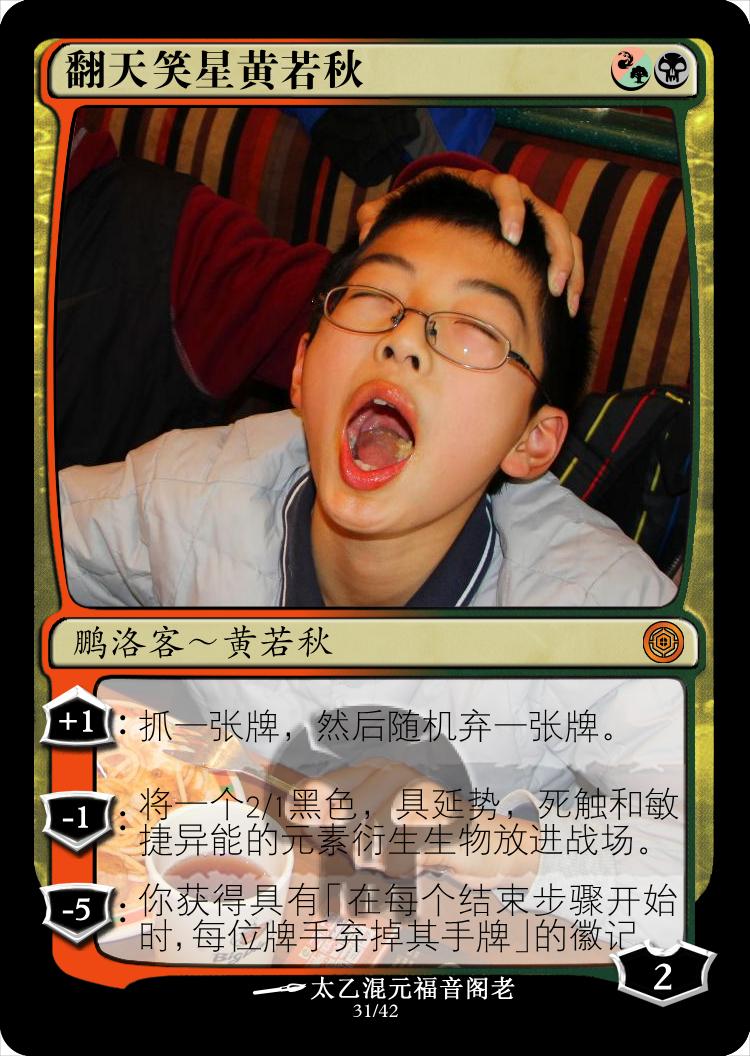 翻天笑星黄若秋
鹏洛客～黄若秋
+1：抓一张牌，然后随机弃一张牌。
-1：将一个2/1黑色，具延势，死触和敏
捷异能的元素衍生生物放进战场。
-5：你获得具有「在每个结束步骤开始
时，每位牌手弃掉其手牌」的徽记
2
太乙混元福音阁老
31/42